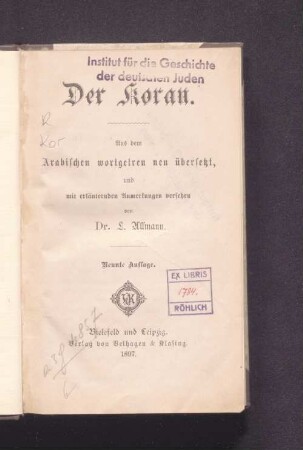 Institut für die Geschichte
der deutschen Juden
Der Koran.
Aus dem
Arabischen wortgetreu neu übersetzt,
und
mit erläuternden Anmerkungen versehen
von
Dr. L. Ullmann.
Neunte Auflage.
EX LIBRIS
RÖHLICH
Bielefeld und Leipzig.
Verlag von Velhagen & Klasing.
1897.